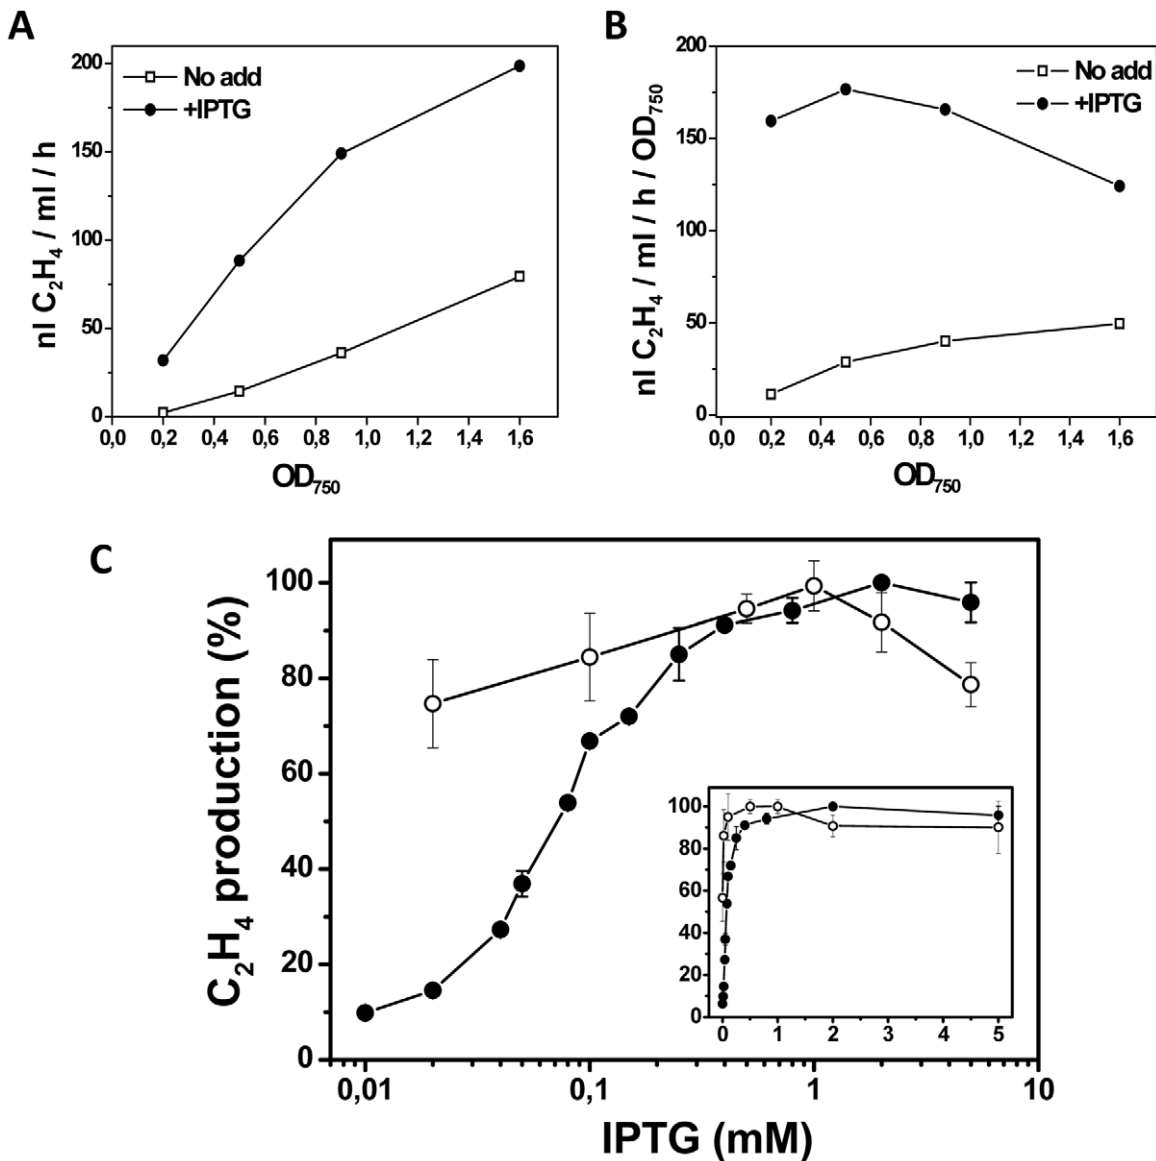 A
200
150
100
50
0
No add
+IPTG
nl C₂H₄ / ml / h
0,0 0,2 0,4 0,6 0,8 1,0 1,2 1,4 1,6
OD₇₅₀
B
200
150
100
50
0
No add
+IPTG
nl C₂H₄ / ml / h / OD₇₅₀
0,0 0,2 0,4 0,6 0,8 1,0 1,2 1,4 1,6
OD₇₅₀
C
100
80
60
40
20
0
C₂H₄ production (%)
100
80
60
40
20
0
0 1 2 3 4 5
0,01 0,1 1 10
IPTG (mM)